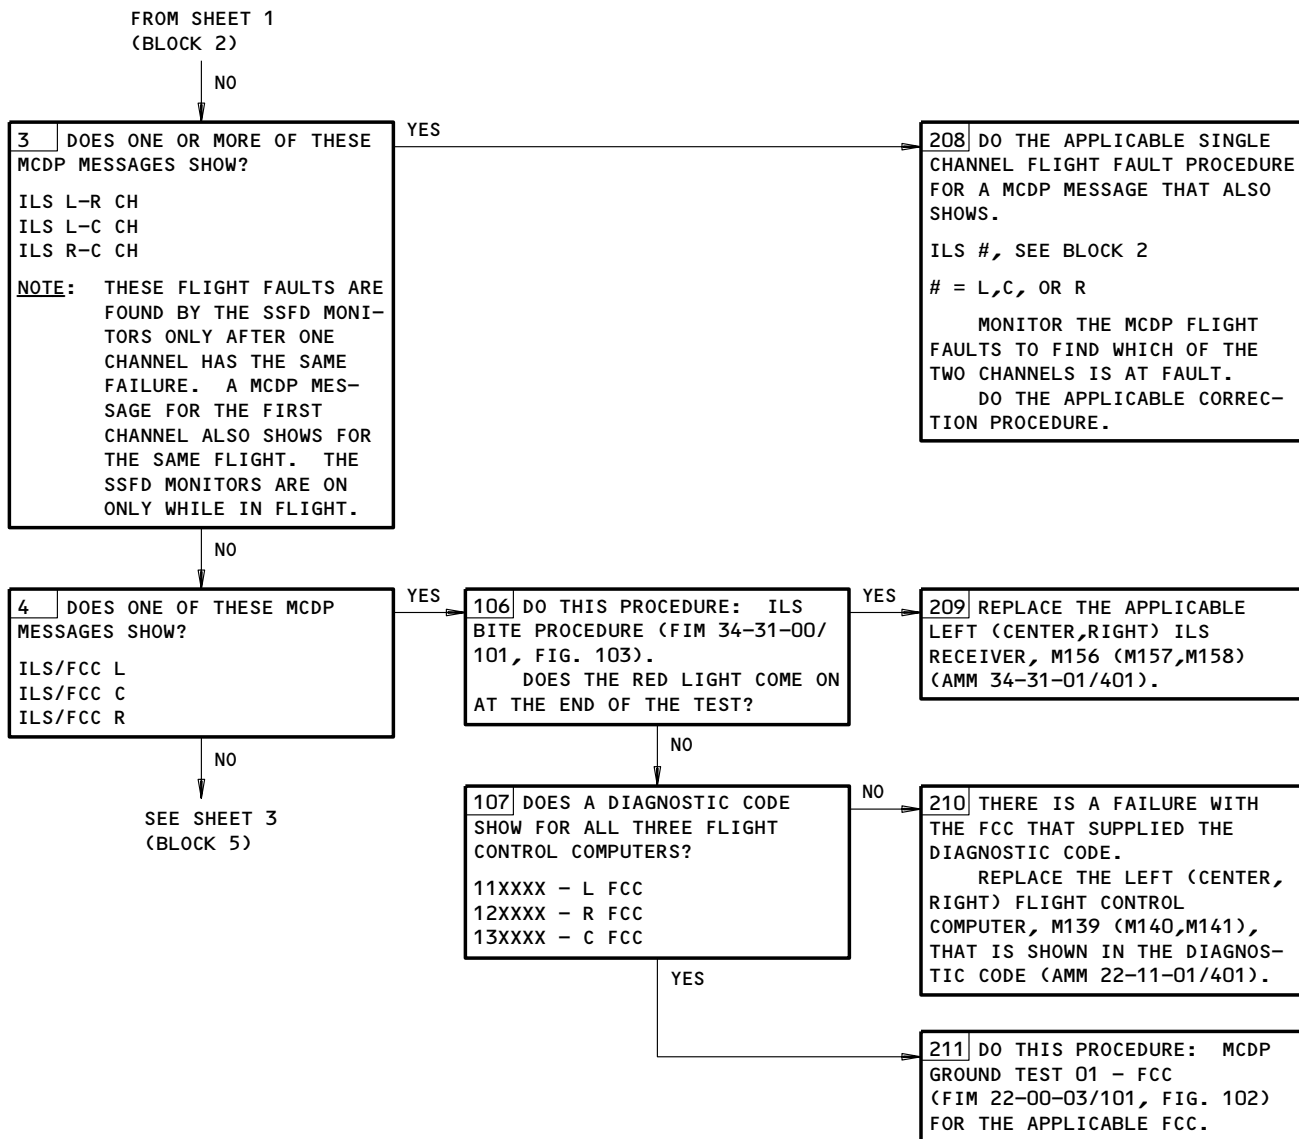 FROM SHEET 1
(BLOCK 2)
NO
3 DOES ONE OR MORE OF THESE
MCDP MESSAGES SHOW?
ILS L-R CH
ILS L-C CH
ILS R-C CH
NOTE: THESE FLIGHT FAULTS ARE
FOUND BY THE SSFD MONI-
TORS ONLY AFTER ONE
CHANNEL HAS THE SAME
FAILURE. A MCDP MES-
SAGE FOR THE FIRST
CHANNEL ALSO SHOWS FOR
THE SAME FLIGHT. THE
SSFD MONITORS ARE ON
ONLY WHILE IN FLIGHT.
YES
208 DO THE APPLICABLE SINGLE
CHANNEL FLIGHT FAULT PROCEDURE
FOR A MCDP MESSAGE THAT ALSO
SHOWS.
ILS #, SEE BLOCK 2
# = L,C, OR R
MONITOR THE MCDP FLIGHT
FAULTS TO FIND WHICH OF THE
TWO CHANNELS IS AT FAULT.
DO THE APPLICABLE CORREC-
TION PROCEDURE.
NO
4 DOES ONE OF THESE MCDP
MESSAGES SHOW?
ILS/FCC L
ILS/FCC C
ILS/FCC R
YES
106 DO THIS PROCEDURE: ILS
BITE PROCEDURE (FIM 34-31-00/
101, FIG. 103).
DOES THE RED LIGHT COME ON
AT THE END OF THE TEST?
YES
209 REPLACE THE APPLICABLE
LEFT (CENTER,RIGHT) ILS
RECEIVER, M156 (M157,M158)
(AMM 34-31-01/401).
NO
SEE SHEET 3
(BLOCK 5)
NO
107 DOES A DIAGNOSTIC CODE
SHOW FOR ALL THREE FLIGHT
CONTROL COMPUTERS?
11XXXX - L FCC
12XXXX - R FCC
13XXXX - C FCC
NO
210 THERE IS A FAILURE WITH
THE FCC THAT SUPPLIED THE
DIAGNOSTIC CODE.
REPLACE THE LEFT (CENTER,
RIGHT) FLIGHT CONTROL
COMPUTER, M139 (M140,M141),
THAT IS SHOWN IN THE DIAGNOS-
TIC CODE (AMM 22-11-01/401).
YES
211 DO THIS PROCEDURE: MCDP
GROUND TEST 01 - FCC
(FIM 22-00-03/101, FIG. 102)
FOR THE APPLICABLE FCC.